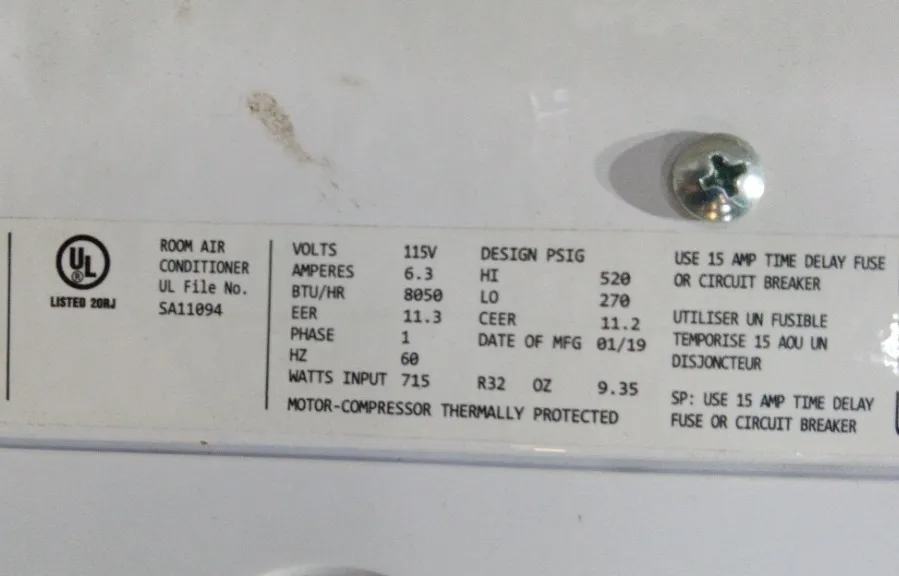 UL ®
LISTED 20RJ
ROOM AIR
CONDITIONER
UL File No.
SA11094
VOLTS 115V
AMPERES 6.3
BTU/HR 8050
EER 11.3
PHASE 1
HZ 60
WATTS INPUT 715
DESIGN PSIG
HI 520
LO 270
CEER 11.2
DATE OF MFG 01/19
R32 OZ 9.35
MOTOR-COMPRESSOR THERMALLY PROTECTED
USE 15 AMP TIME DELAY FUSE
OR CIRCUIT BREAKER
UTILISER UN FUSIBLE
TEMPORISE 15 AOU UN
DISJONCTEUR
SP: USE 15 AMP TIME DELAY
FUSE OR CIRCUIT BREAKER